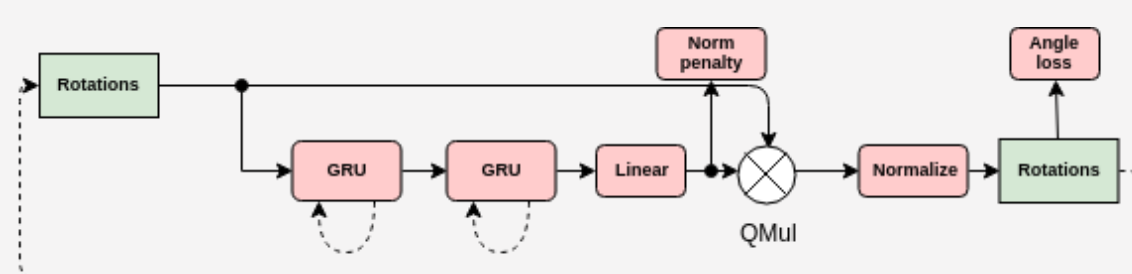 Rotations
Norm
penalty
Angle
loss
GRU
GRU
Linear
QMul
Normalize
Rotations